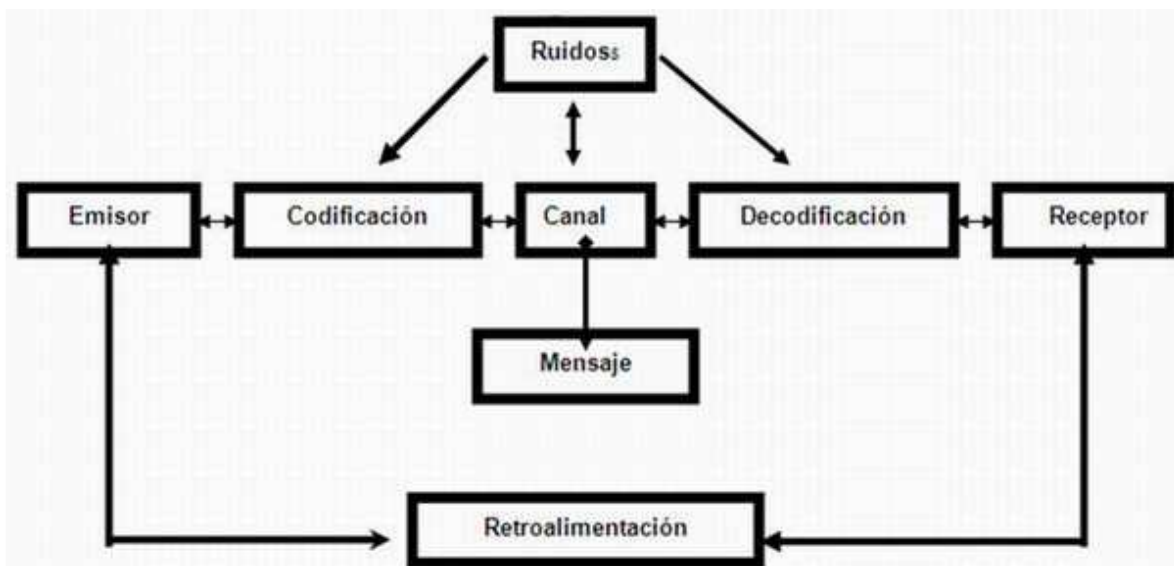 Ruidoss
Emisor
Codificación
Canal
Decodificación
Receptor
Mensaje
Retroalimentación